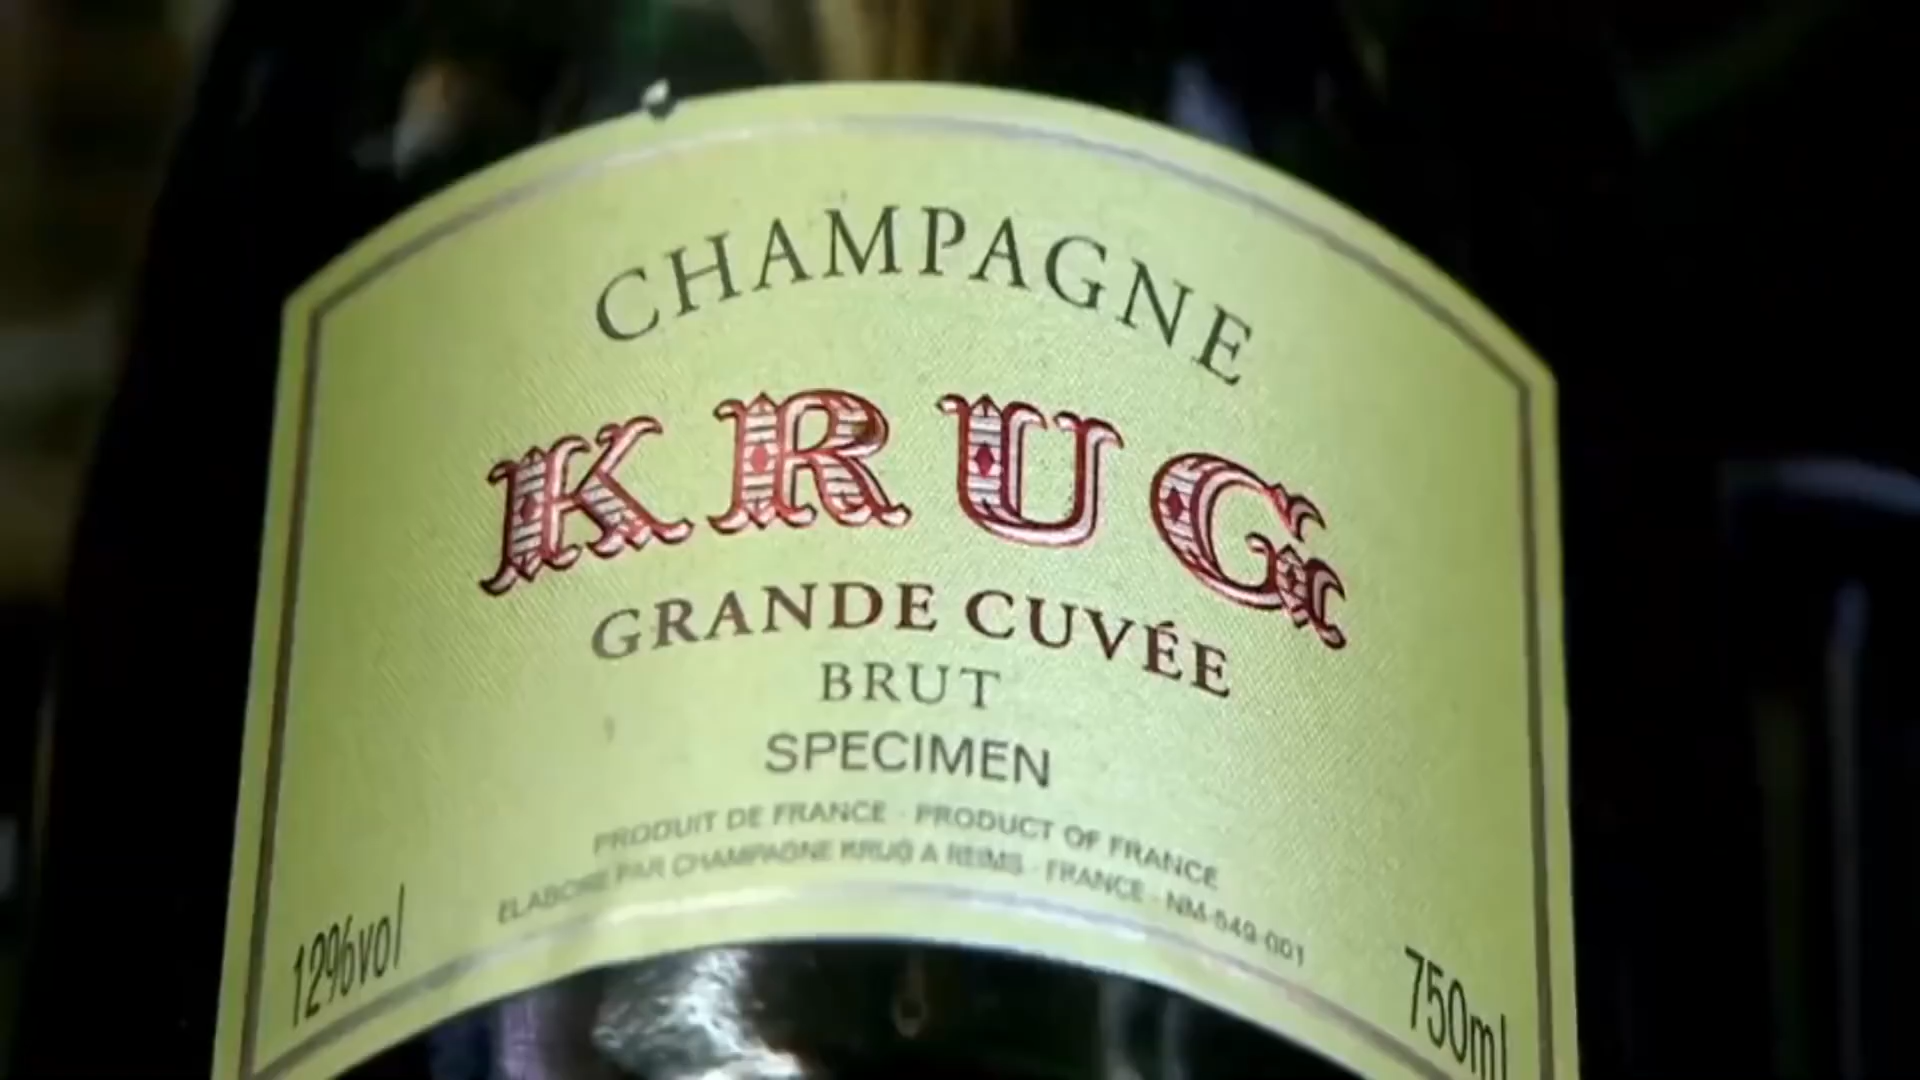 CHAMPAGNE
KRUG
GRANDE CUVÉE
BRUT
SPECIMEN
PRODUIT DE FRANCE · PRODUCT OF FRANCE
ELABORE PAR CHAMPAGNE KRUG A REIMS · FRANCE · NM-549-001
12%vol
750ml